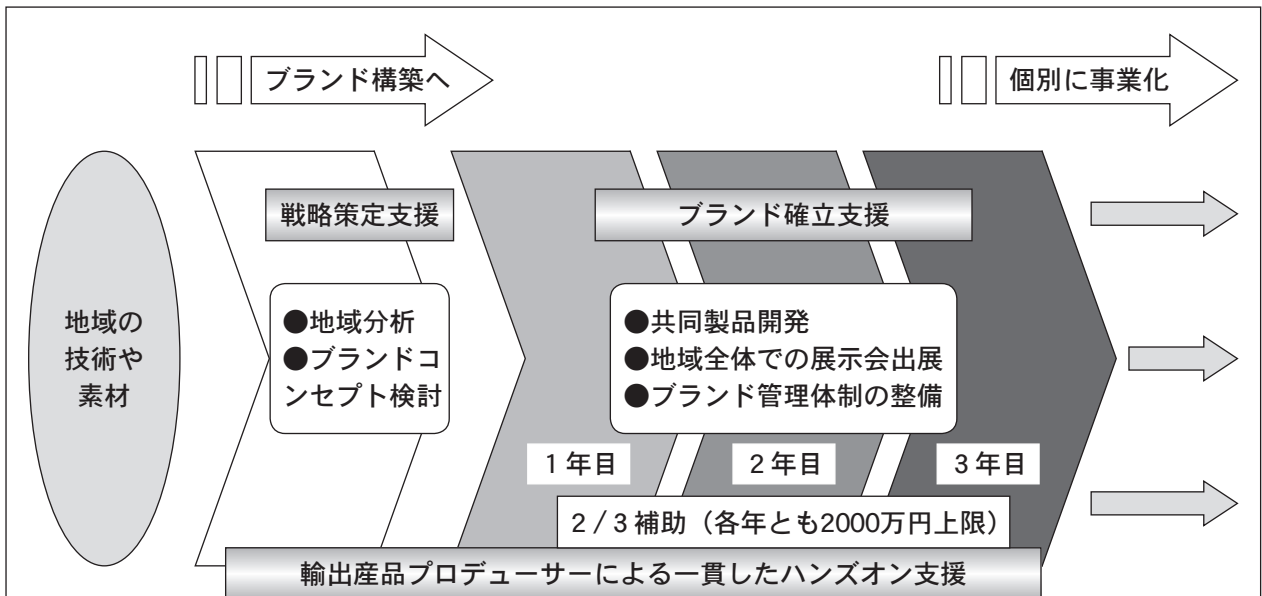 ブランド構築へ
個別に事業化
戦略策定支援
ブランド確立支援
地域の
技術や
素材
●地域分析
●ブランドコ
ンセプト検討
●共同製品開発
●地域全体での展示会出展
●ブランド管理体制の整備
1年目
2年目
3年目
2/3補助（各年とも2000万円上限）
輸出産品プロデューサーによる一貫したハンズオン支援